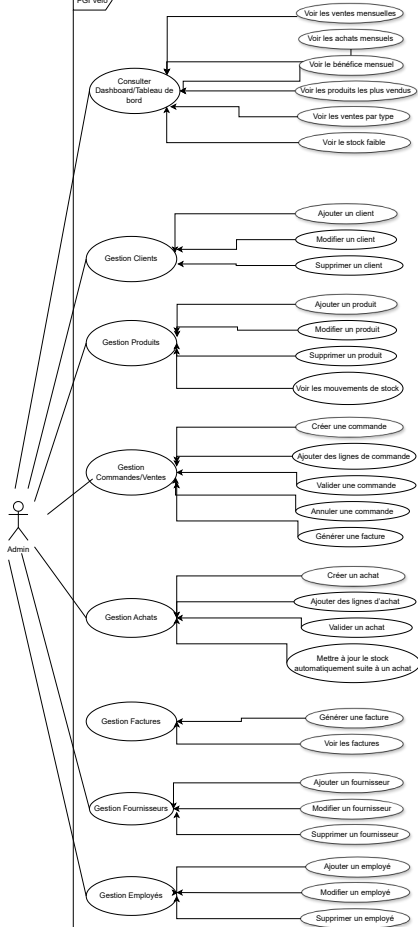 PGI Vélo
Voir les ventes mensuelles
Voir les achats mensuels
Voir le bénéfice mensuel
Voir les produits les plus vendus
Voir les ventes par type
Voir le stock faible
Consulter
Dashboard/Tableau de
bord
Ajouter un client
Modifier un client
Supprimer un client
Gestion Clients
Ajouter un produit
Modifier un produit
Supprimer un produit
Voir les mouvements de stock
Gestion Produits
Créer une commande
Ajouter des lignes de commande
Valider une commande
Annuler une commande
Générer une facture
Gestion
Commandes/Ventes
Admin
Créer un achat
Ajouter des lignes d'achat
Valider un achat
Mettre à jour le stock
automatiquement suite à un achat
Gestion Achats
Générer une facture
Voir les factures
Gestion Factures
Ajouter un fournisseur
Modifier un fournisseur
Supprimer un fournisseur
Gestion Fournisseurs
Ajouter un employé
Modifier un employé
Supprimer un employé
Gestion Employés